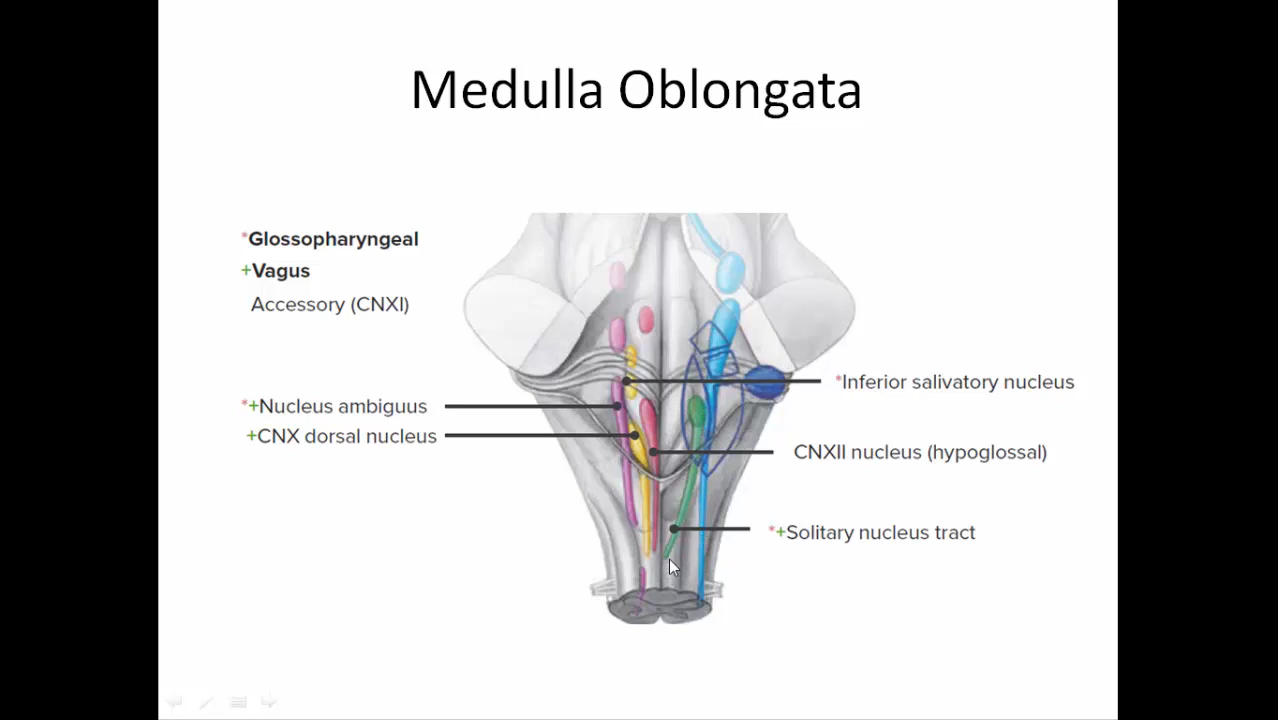 Medulla Oblongata
*Glossopharyngeal
+Vagus
Accessory (CNXI)
*Inferior salivatory nucleus
*+Nucleus ambiguus
+CNX dorsal nucleus
CNXII nucleus (hypoglossal)
*+Solitary nucleus tract